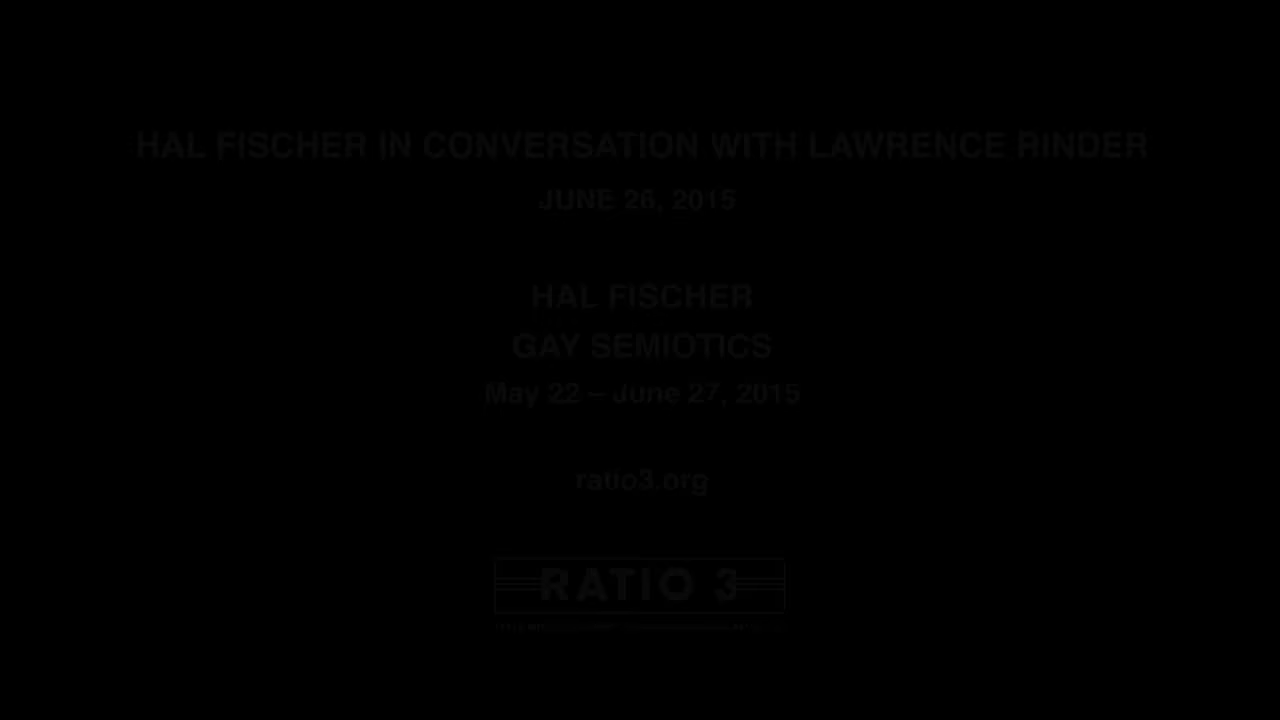 HAL FISCHER IN CONVERSATION WITH LAWRENCE RINDER
JUNE 26, 2015
HAL FISCHER
GAY SEMIOTICS
May 22 – June 27, 2015
ratio3.org
RATIO 3